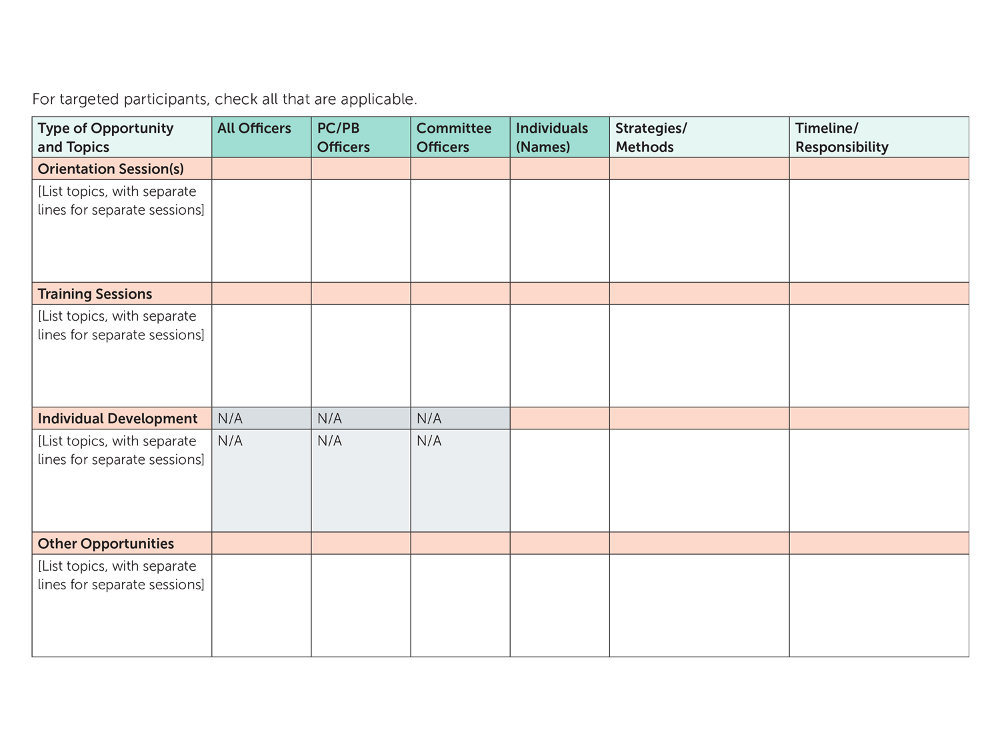 For targeted participants, check all that are applicable.
Type of Opportunity and Topics
All Officers
PC/PB Officers
Committee Officers
Individuals (Names)
Strategies/ Methods
Timeline/ Responsibility
Orientation Session(s)
[List topics, with separate
lines for separate sessions]
Training Sessions
[List topics, with separate
lines for separate sessions]
Individual Development N/A N/A N/A
[List topics, with separate N/A N/A N/A
lines for separate sessions]
Other Opportunities
[List topics, with separate
lines for separate sessions]